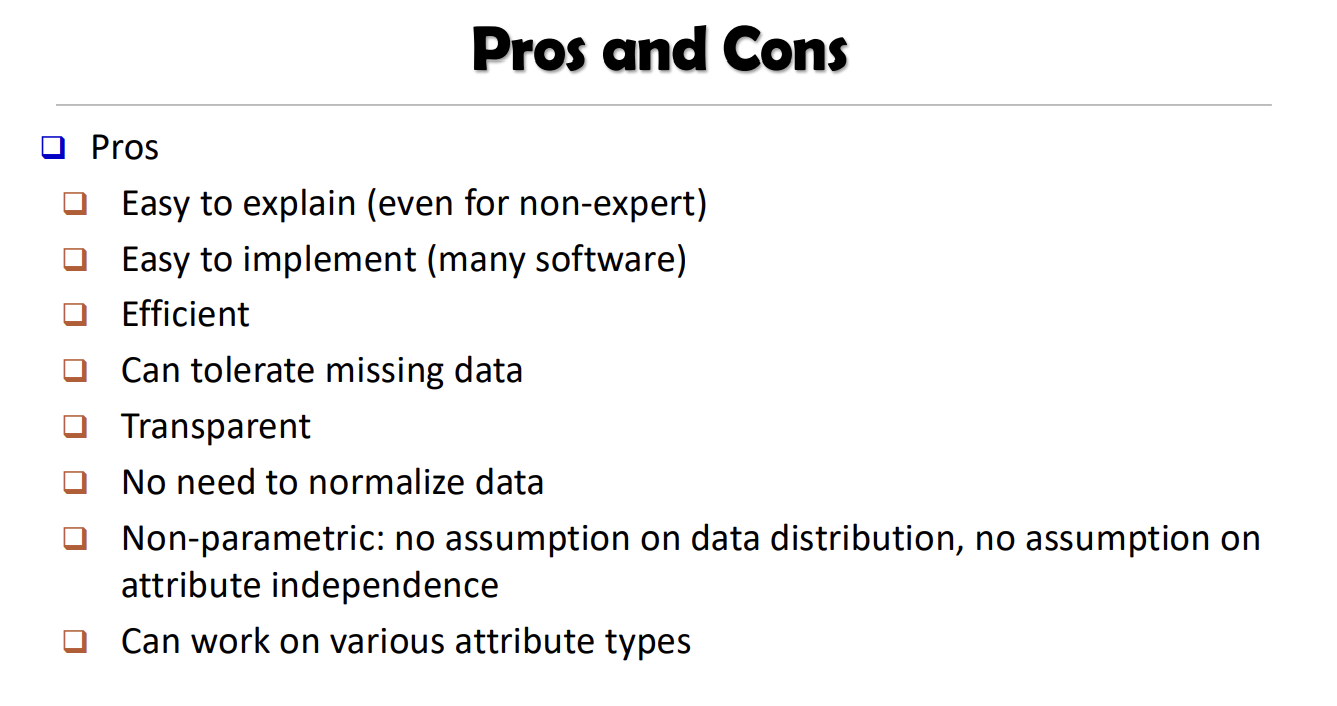 Pros and Cons
Pros
Easy to explain (even for non-expert)
Easy to implement (many software)
Efficient
Can tolerate missing data
Transparent
No need to normalize data
Non-parametric: no assumption on data distribution, no assumption on
attribute independence
Can work on various attribute types